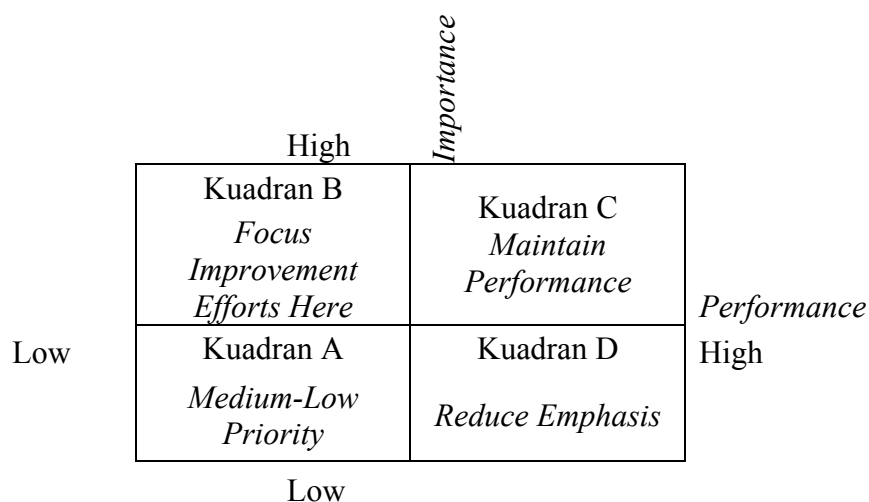 Importance
High
Kuadran B
Focus
Improvement
Efforts Here
Kuadran C
Maintain
Performance
Performance
Low
Kuadran A
Medium-Low
Priority
Kuadran D
Reduce Emphasis
High
Low